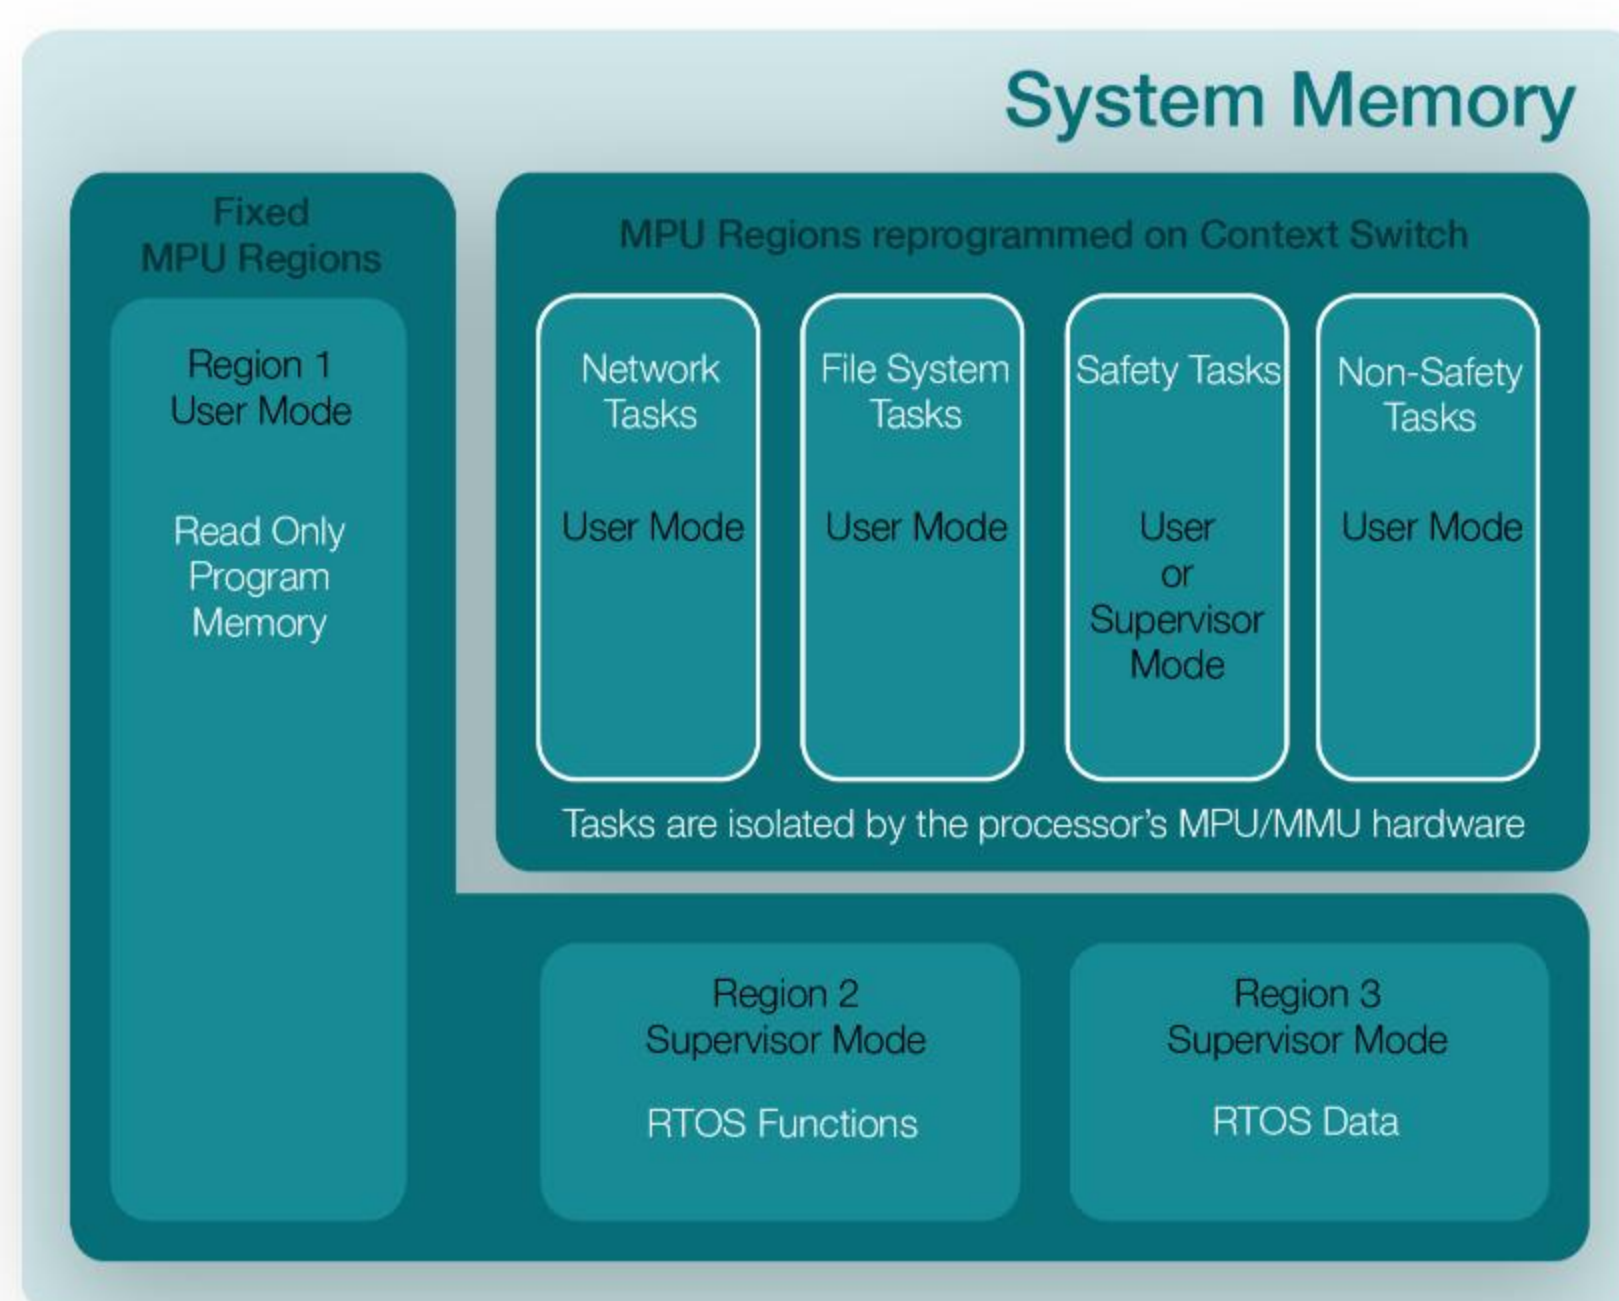 System Memory
Fixed
MPU Regions
Region 1
User Mode
Read Only
Program
Memory
MPU Regions reprogrammed on Context Switch
Network
Tasks
User Mode
File System
Tasks
User Mode
Safety Tasks
User
or
Supervisor
Mode
Non-Safety
Tasks
User Mode
Tasks are isolated by the processor’s MPU/MMU hardware
Region 2
Supervisor Mode
RTOS Functions
Region 3
Supervisor Mode
RTOS Data